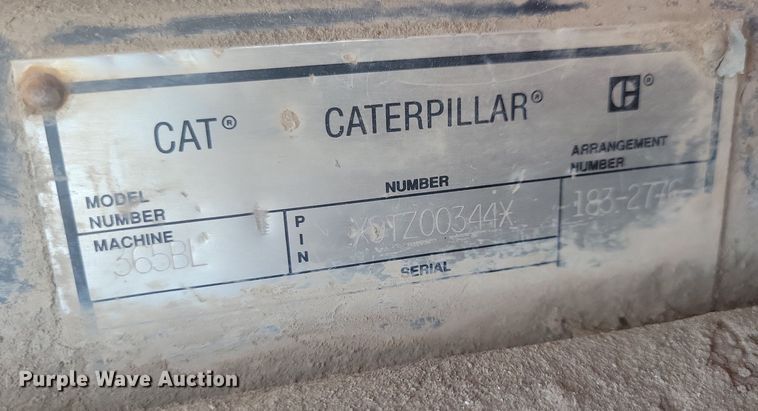 CAT® CATERPILLAR® ®
MODEL NUMBER
NUMBER
ARRANGEMENT NUMBER
MACHINE
365BL
PIN
SERIAL
Purple Wave Auction